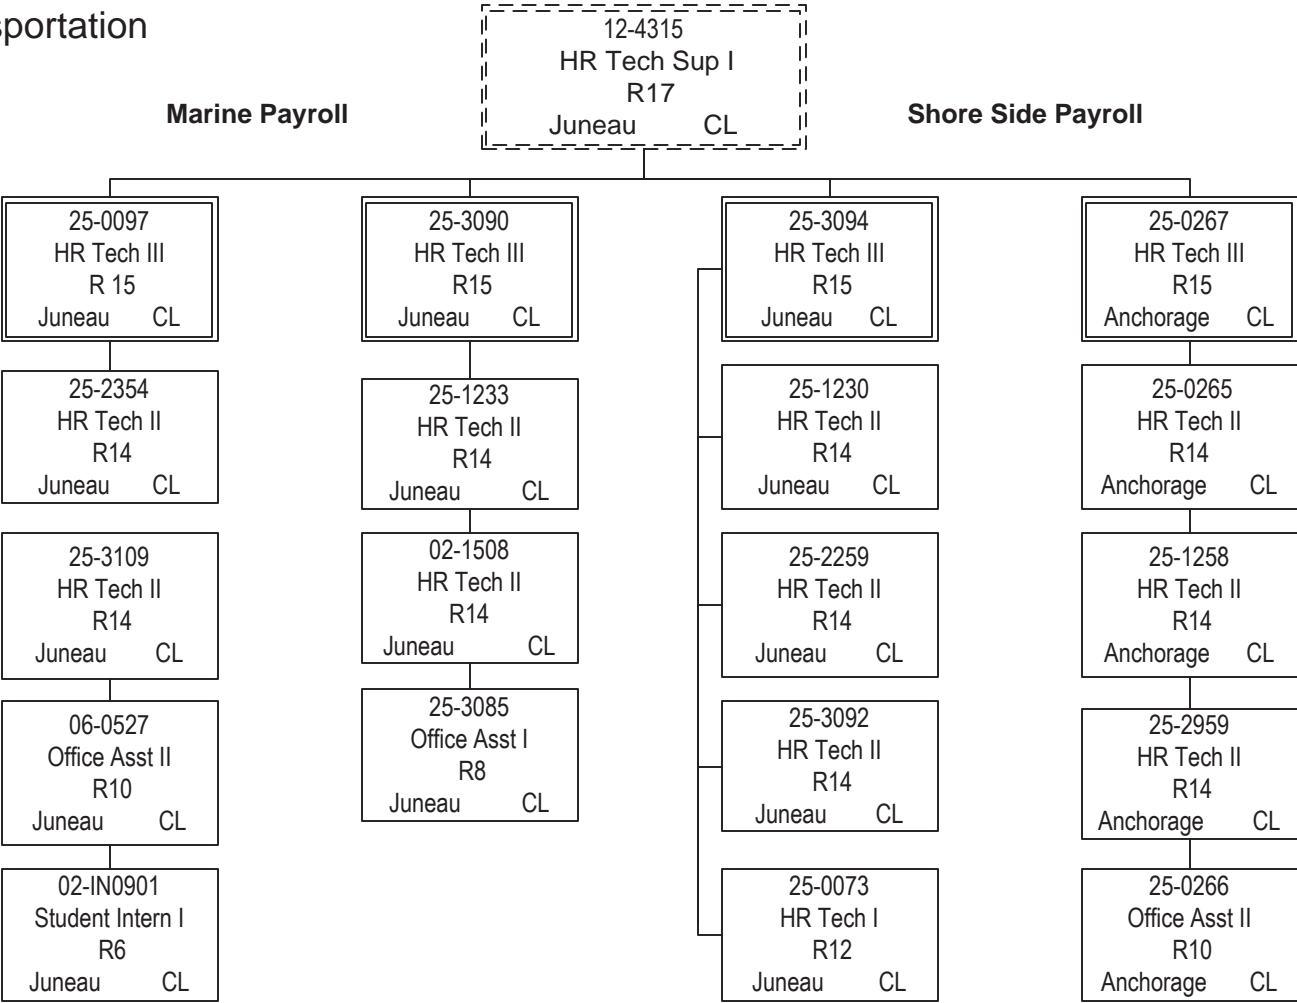 sportation
12-4315
HR Tech Sup I
R17
Juneau CL
Marine Payroll
Shore Side Payroll
25-0097
HR Tech III
R 15
Juneau CL
25-2354
HR Tech II
R14
Juneau CL
25-3109
HR Tech II
R14
Juneau CL
06-0527
Office Asst II
R10
Juneau CL
02-IN0901
Student Intern I
R6
Juneau CL
25-3090
HR Tech III
R15
Juneau CL
25-1233
HR Tech II
R14
Juneau CL
02-1508
HR Tech II
R14
Juneau CL
25-3085
Office Asst I
R8
Juneau CL
25-3094
HR Tech III
R15
Juneau CL
25-1230
HR Tech II
R14
Juneau CL
25-2259
HR Tech II
R14
Juneau CL
25-3092
HR Tech II
R14
Juneau CL
25-0073
HR Tech I
R12
Juneau CL
25-0267
HR Tech III
R15
Anchorage CL
25-0265
HR Tech II
R14
Anchorage CL
25-1258
HR Tech II
R14
Anchorage CL
25-2959
HR Tech II
R14
Anchorage CL
25-0266
Office Asst II
R10
Anchorage CL